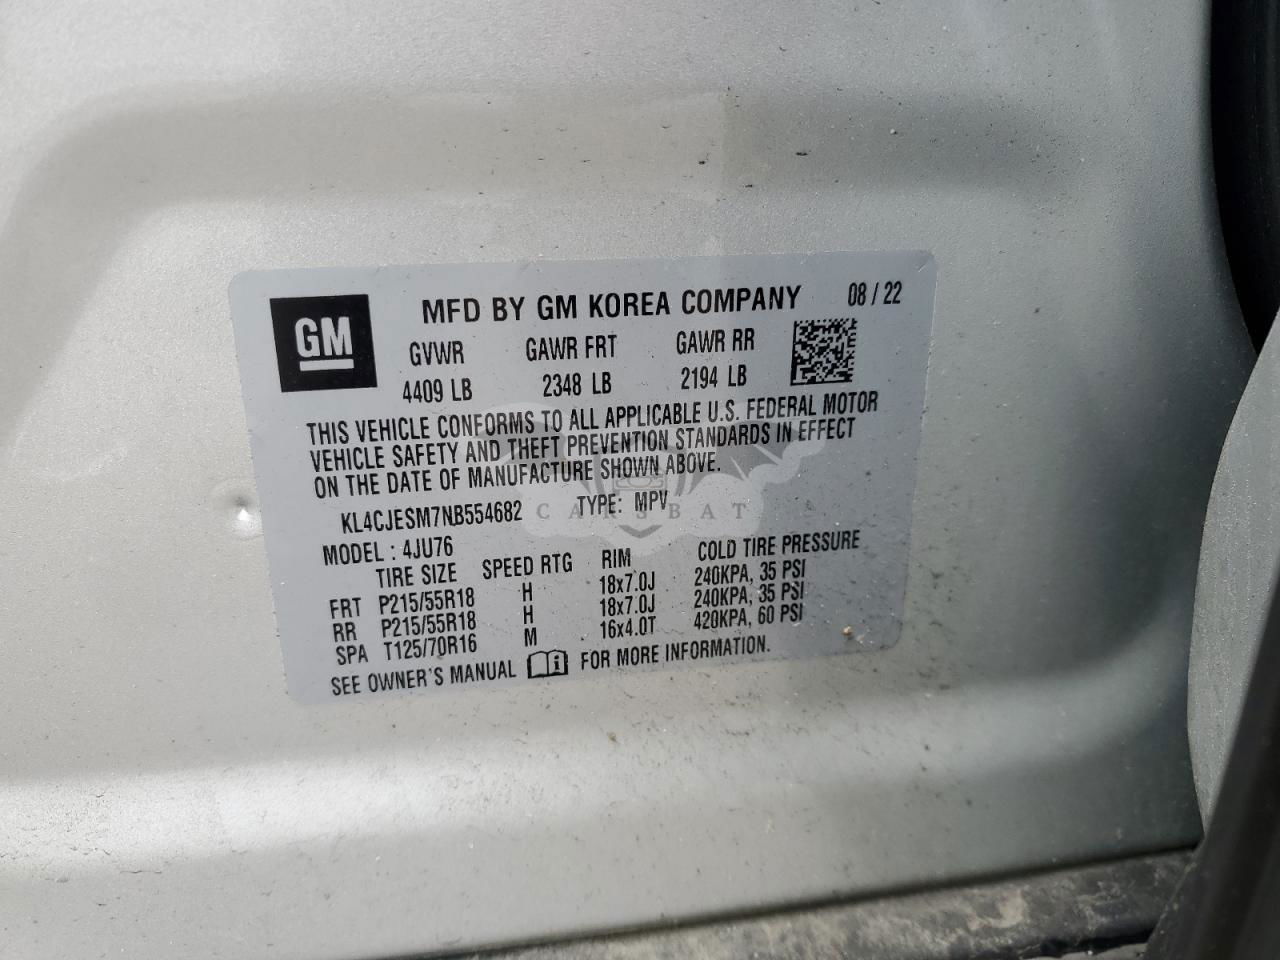 GM
MFD BY GM KOREA COMPANY 08 / 22
GVWR GAWR FRT GAWR RR
4409 LB 2348 LB 2194 LB
THIS VEHICLE CONFORMS TO ALL APPLICABLE U.S. FEDERAL MOTOR
VEHICLE SAFETY AND THEFT PREVENTION STANDARDS IN EFFECT
ON THE DATE OF MANUFACTURE SHOWN ABOVE.
KL4CJESM7NB554682 TYPE: MPV
CARSBAT
MODEL : 4JU76
TIRE SIZE SPEED RTG RIM COLD TIRE PRESSURE
FRT P215/55R18 H 18x7.0J 240KPA, 35 PSI
RR P215/55R18 H 18x7.0J 240KPA, 35 PSI
SPA T125/70R16 M 16x4.0T 420KPA, 60 PSI
SEE OWNER'S MANUAL FOR MORE INFORMATION.